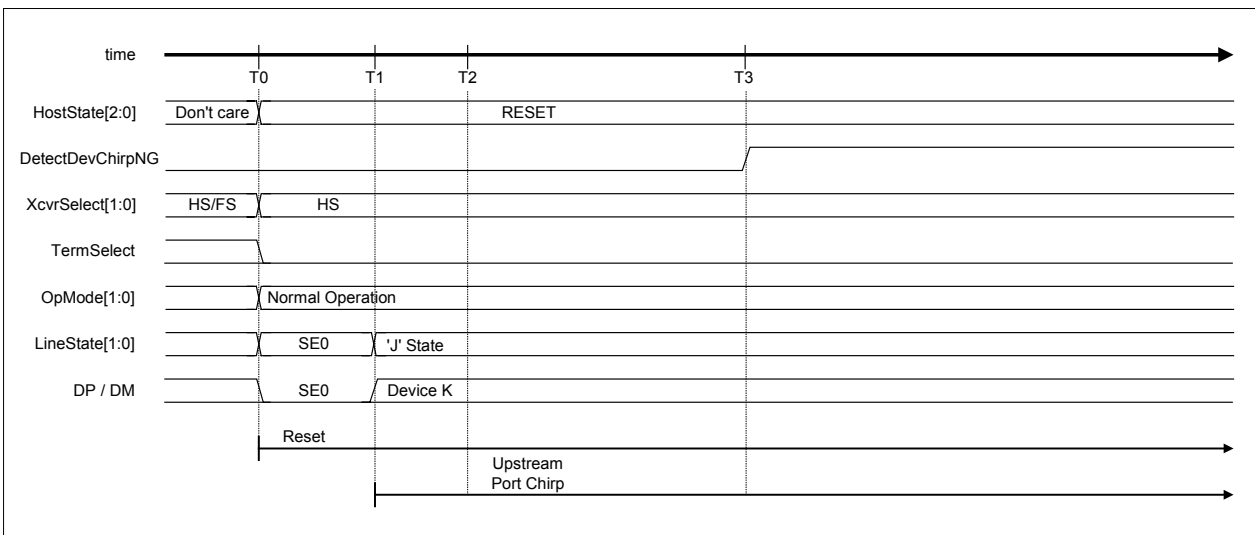 time
T0 T1 T2 T3
HostState[2:0] Don't care RESET
DetectDevChirpNG
XcvrSelect[1:0] HS/FS HS
TermSelect
OpMode[1:0] Normal Operation
LineState[1:0] SE0 'J' State
DP / DM SE0 Device K
Reset
Upstream
Port Chirp